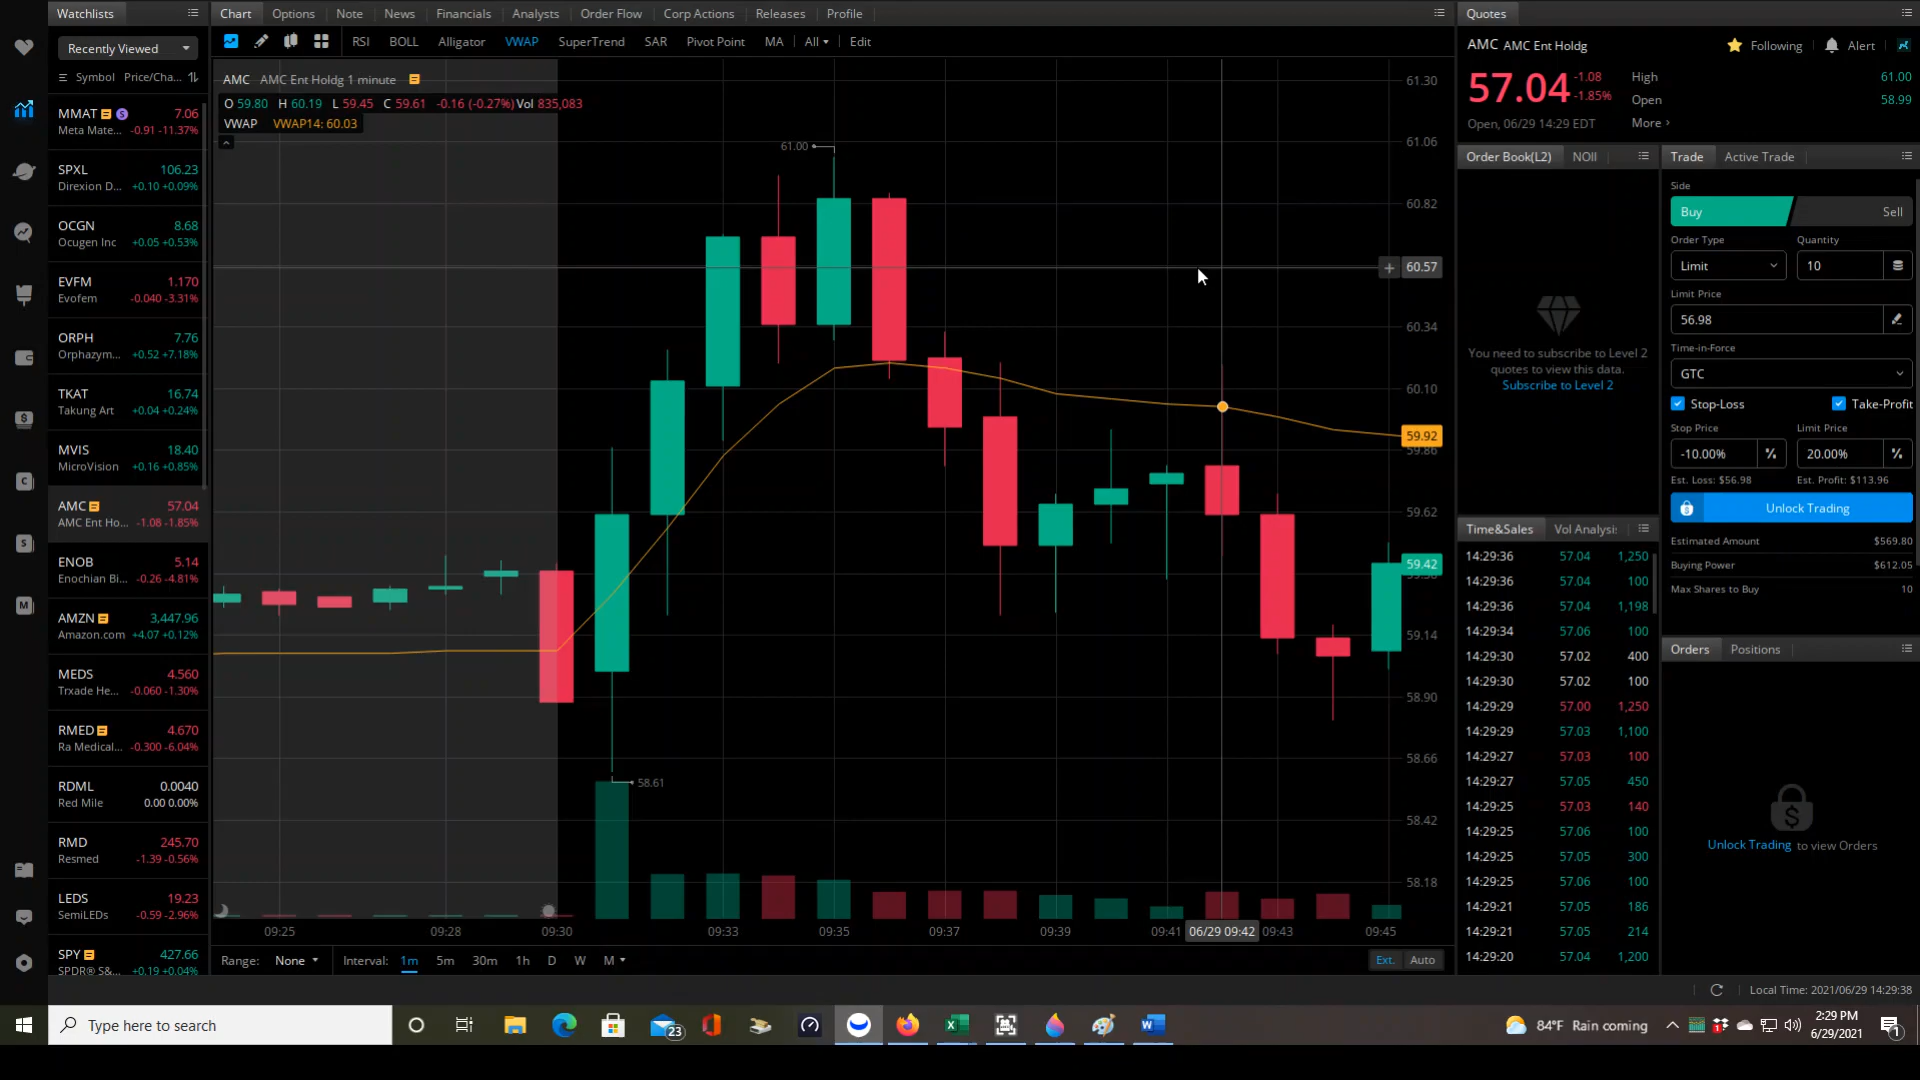 Watchlists
Recently Viewed
Symbol Price/Cha...
MMAT S 7.06
Meta Mate... -0.91 -11.37%
SPXL 106.23
Direxion D... +0.10 +0.09%
OCGN 8.68
Ocugen Inc +0.05 +0.53%
EVFM 1.170
Evofem -0.040 -3.31%
ORPH 7.76
Orphazym... +0.52 +7.18%
TKAT 16.74
Takung Art +0.04 +0.24%
MVIS 18.40
MicroVision +0.16 +0.85%
AMC 57.04
AMC Ent Ho... -1.08 -1.85%
ENOB 5.14
Enochian Bi... -0.26 -4.81%
AMZN 3,447.96
Amazon.com +4.07 +0.12%
MEDS 4.560
Trxade He... -0.060 -1.30%
RMED 4.670
Ra Medical... -0.300 -6.04%
RDML 0.0040
Red Mile 0.00 0.00%
RMD 245.70
Resmed -1.39 -0.56%
LEDS 19.23
SemiLEDs -0.59 -2.96%
SPY 427.66
SPDR® S&... +0.19 +0.04%
Chart Options Note News Financials Analysts Order Flow Corp Actions Releases Profile
RSI BOLL Alligator VWAP SuperTrend SAR Pivot Point MA All Edit
AMC AMC Ent Holdg 1 minute
O 59.80 H 60.19 L 59.45 C 59.61 -0.16 (-0.27%) Vol 835,083
VWAP VWAP14: 60.03
61.00
58.61
61.30
61.06
60.82
60.57
60.34
60.10
59.92
59.86
59.62
59.42
59.14
58.90
58.66
58.42
58.18
09:25 09:28 09:30 09:33 09:35 09:37 09:39 09:41 06/29 09:42 09:43 09:45
Range: None Interval: 1m 5m 30m 1h D W M Ext. Auto
Quotes
AMC AMC Ent Holdg Following Alert
57.04 -1.08 -1.85%
High 61.00
Open 58.99
More
Open, 06/29 14:29 EDT
Order Book(L2) NOII
You need to subscribe to Level 2
quotes to view this data.
Subscribe to Level 2
Time&Sales Vol Analysi:
14:29:36 57.04 1,250
14:29:36 57.04 100
14:29:36 57.04 1,198
14:29:34 57.06 100
14:29:30 57.02 400
14:29:30 57.02 100
14:29:29 57.00 1,250
14:29:29 57.03 1,100
14:29:27 57.03 100
14:29:27 57.05 450
14:29:25 57.03 140
14:29:25 57.06 100
14:29:25 57.05 300
14:29:25 57.06 100
14:29:21 57.05 186
14:29:21 57.05 214
14:29:20 57.04 1,200
Trade Active Trade
Side
Buy Sell
Order Type Quantity
Limit 10
Limit Price
56.98
Time-in-Force
GTC
Stop-Loss Take-Profit
Stop Price Limit Price
-10.00% % 20.00% %
Est. Loss: $56.98 Est. Profit: $113.96
Unlock Trading
Estimated Amount $569.80
Buying Power $612.05
Max Shares to Buy 10
Orders Positions
Unlock Trading to view Orders
Local Time: 2021/06/29 14:29:38
Type here to search
23
84°F Rain coming
2:29 PM
6/29/2021
1